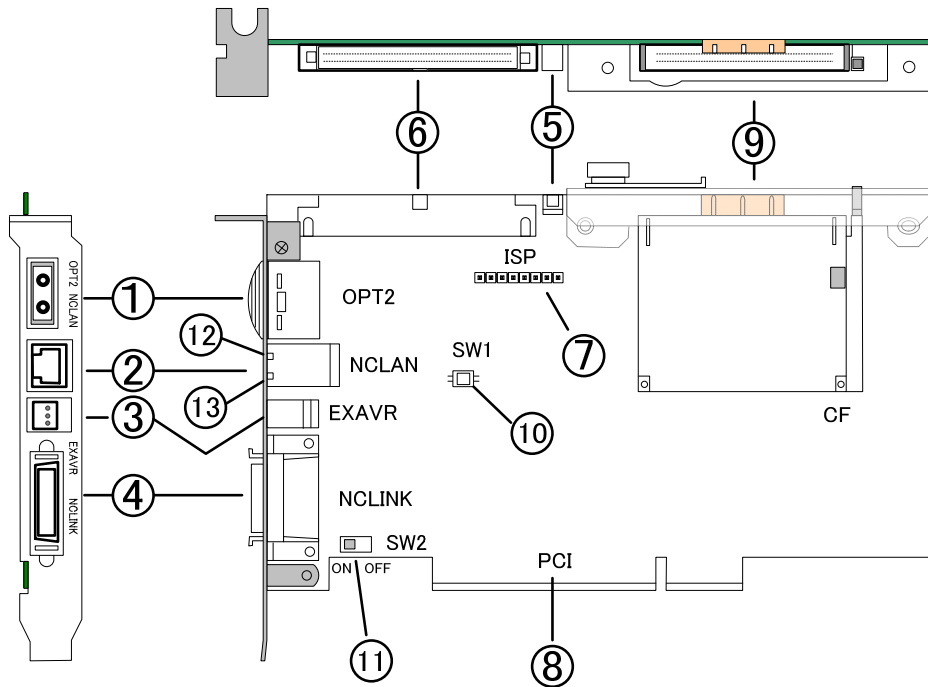 ⑥
⑤
⑨
OPT2 NCLAN
EXAVR
NCLINK
①
②
③
④
⑫
⑬
ISP
OPT2
⑦
SW1
NCLAN
⑩
EXAVR
CF
NCLINK
SW2
ON OFF
PCI
⑪
⑧